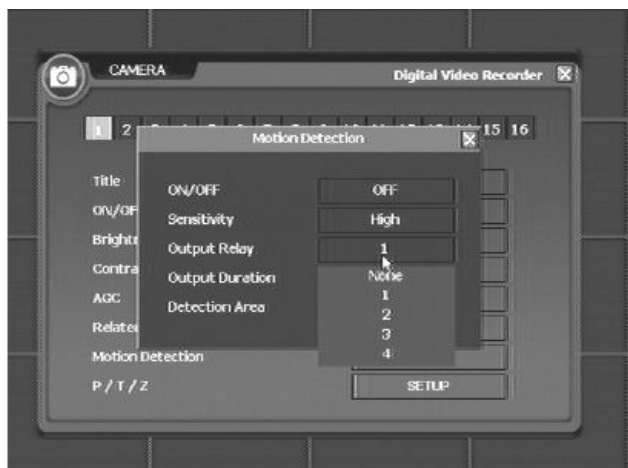 CAMERA
Digital Video Recorder
1 2 15 16
Motion Detection
Title
ON/OFF OFF
Sensitivity High
Output Relay 1
Output Duration None
1
Detection Area
2
3
4
AGC
Motion Detection
P / T / Z SETUP